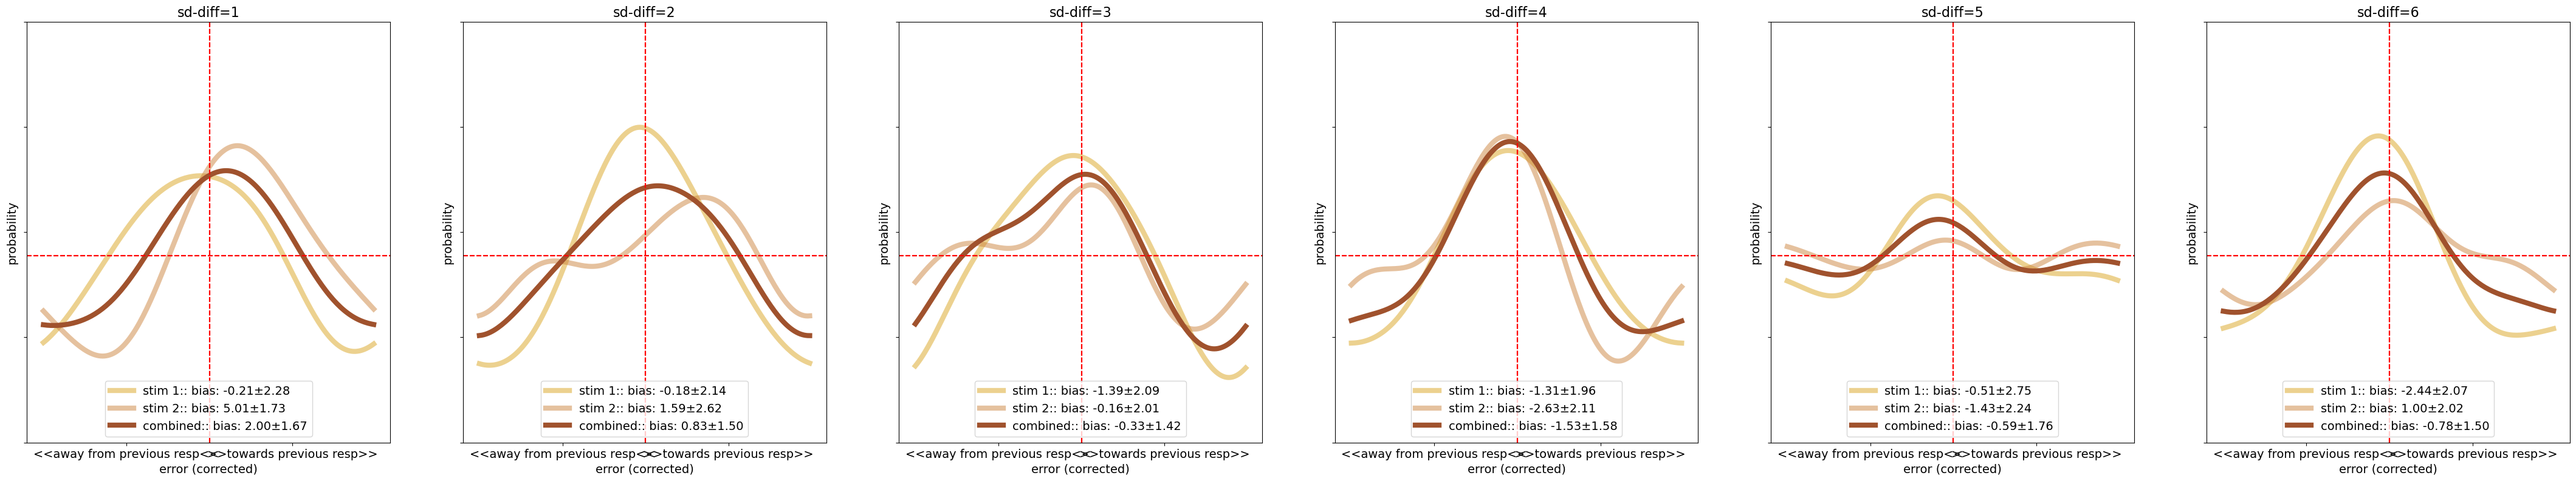 sd-diff=1
probability
stim 1:: bias: -0.21±2.28
stim 2:: bias: 5.01±1.73
combined:: bias: 2.00±1.67
<<away from previous resp<><>towards previous resp>>
error (corrected)
sd-diff=2
probability
stim 1:: bias: -0.18±2.14
stim 2:: bias: 1.59±2.62
combined:: bias: 0.83±1.50
<<away from previous resp<><>towards previous resp>>
error (corrected)
sd-diff=3
probability
stim 1:: bias: -1.39±2.09
stim 2:: bias: -0.16±2.01
combined:: bias: -0.33±1.42
<<away from previous resp<><>towards previous resp>>
error (corrected)
sd-diff=4
probability
stim 1:: bias: -1.31±1.96
stim 2:: bias: -2.63±2.11
combined:: bias: -1.53±1.58
<<away from previous resp<><>towards previous resp>>
error (corrected)
sd-diff=5
probability
stim 1:: bias: -0.51±2.75
stim 2:: bias: -1.43±2.24
combined:: bias: -0.59±1.76
<<away from previous resp<><>towards previous resp>>
error (corrected)
sd-diff=6
probability
stim 1:: bias: -2.44±2.07
stim 2:: bias: 1.00±2.02
combined:: bias: -0.78±1.50
<<away from previous resp<><>towards previous resp>>
error (corrected)